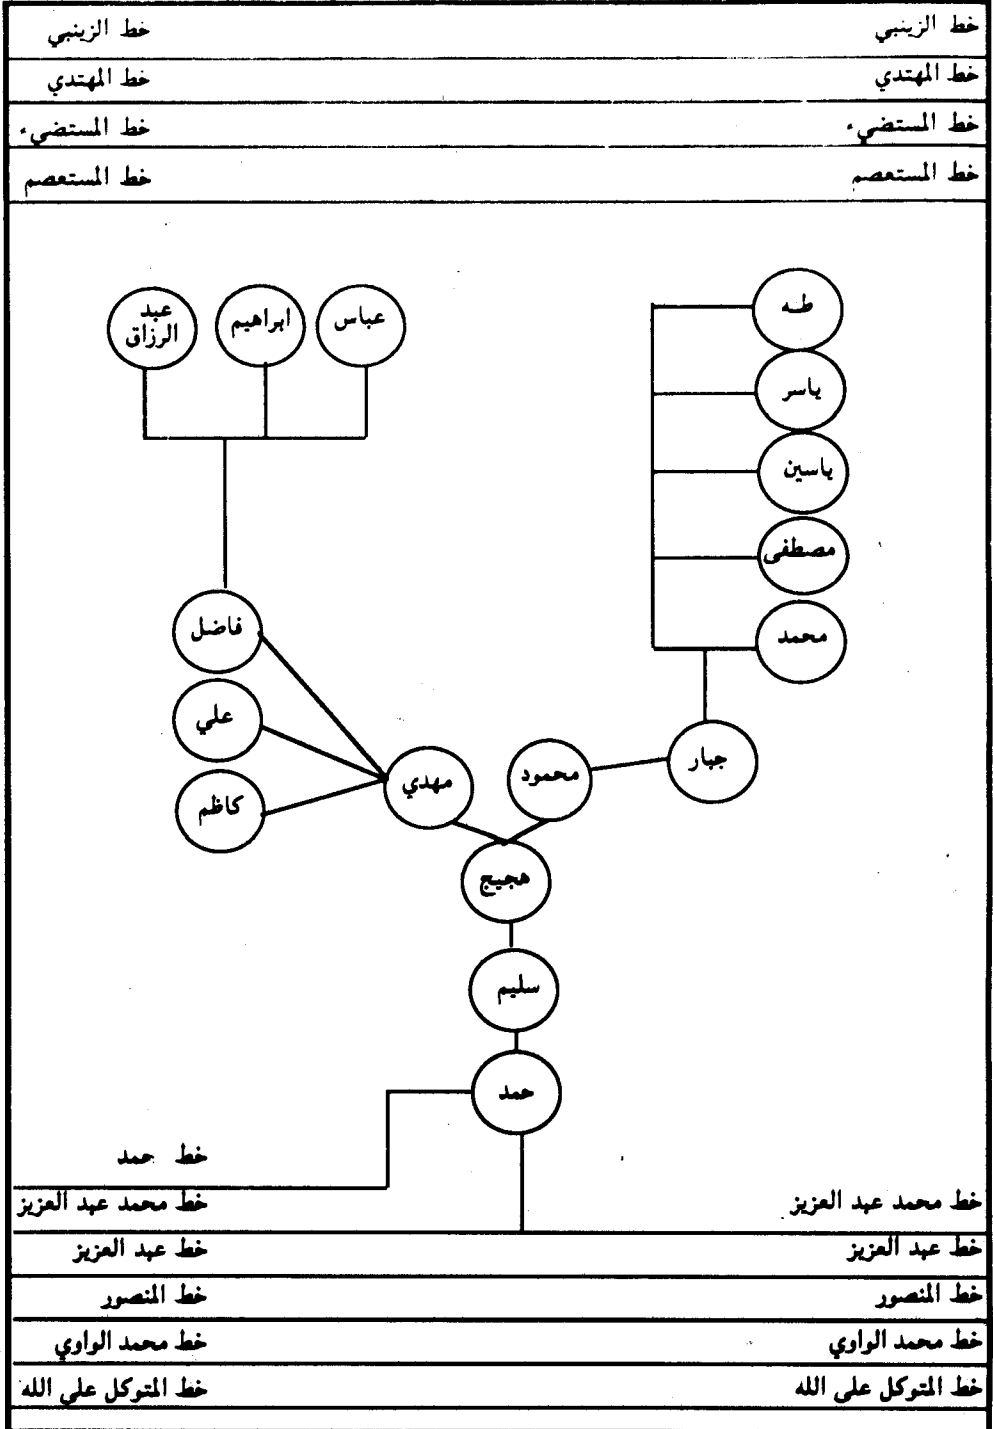 خط الزينبي خط الزينبي
خط المهتدي خط المهتدي
خط المستضيء خط المستضيء
خط المستعصم خط المستعصم
طه
ياسر
ياسين
مصطفى
محمد
جبار
محمود
عباس
ابراهيم
عبد
الرزاق
فاضل
علي
كاظم
مهدي
هجيج
سليم
حمد
خط حمد
خط محمد عبد العزيز خط محمد عبد العزيز
خط عبد العزيز خط عبد العزيز
خط المنصور خط المنصور
خط محمد الواوي خط محمد الواوي
خط المتوكل على الله خط المتوكل على الله